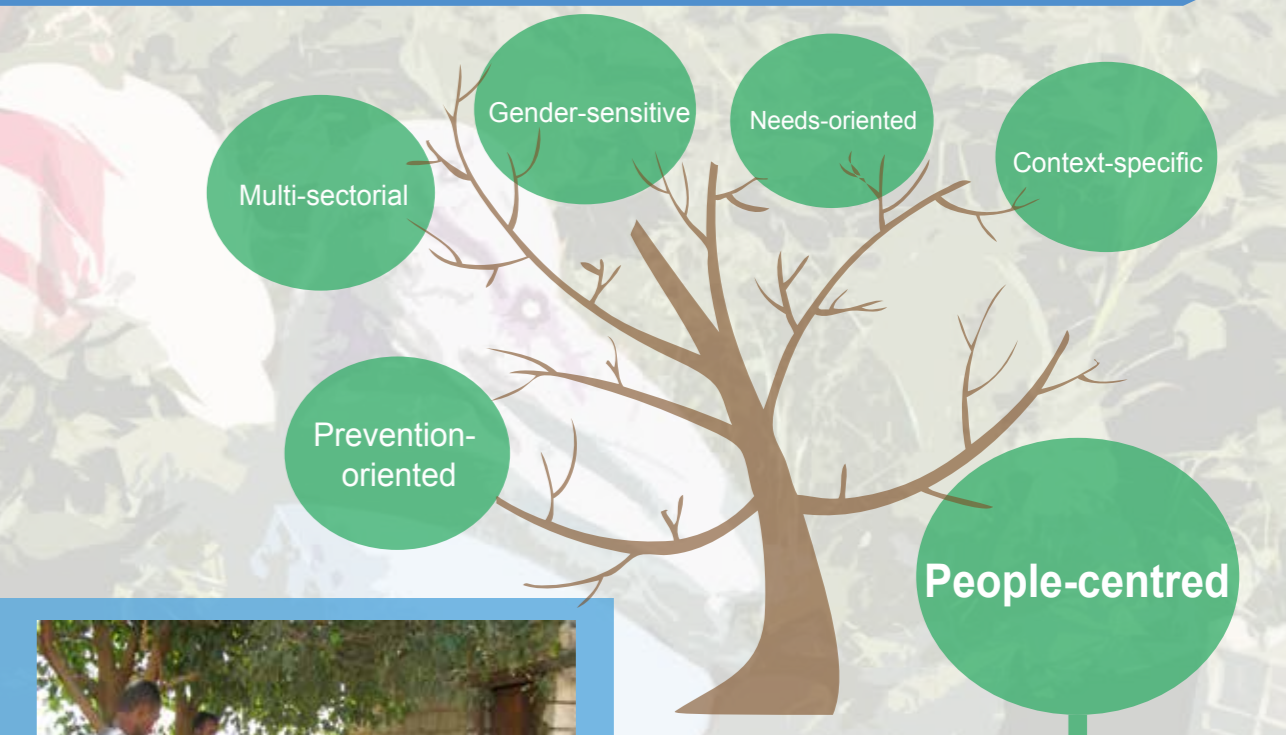 Gender-sensitive
Needs-oriented
Context-specific
Multi-sectorial
Prevention-
oriented
People-centred